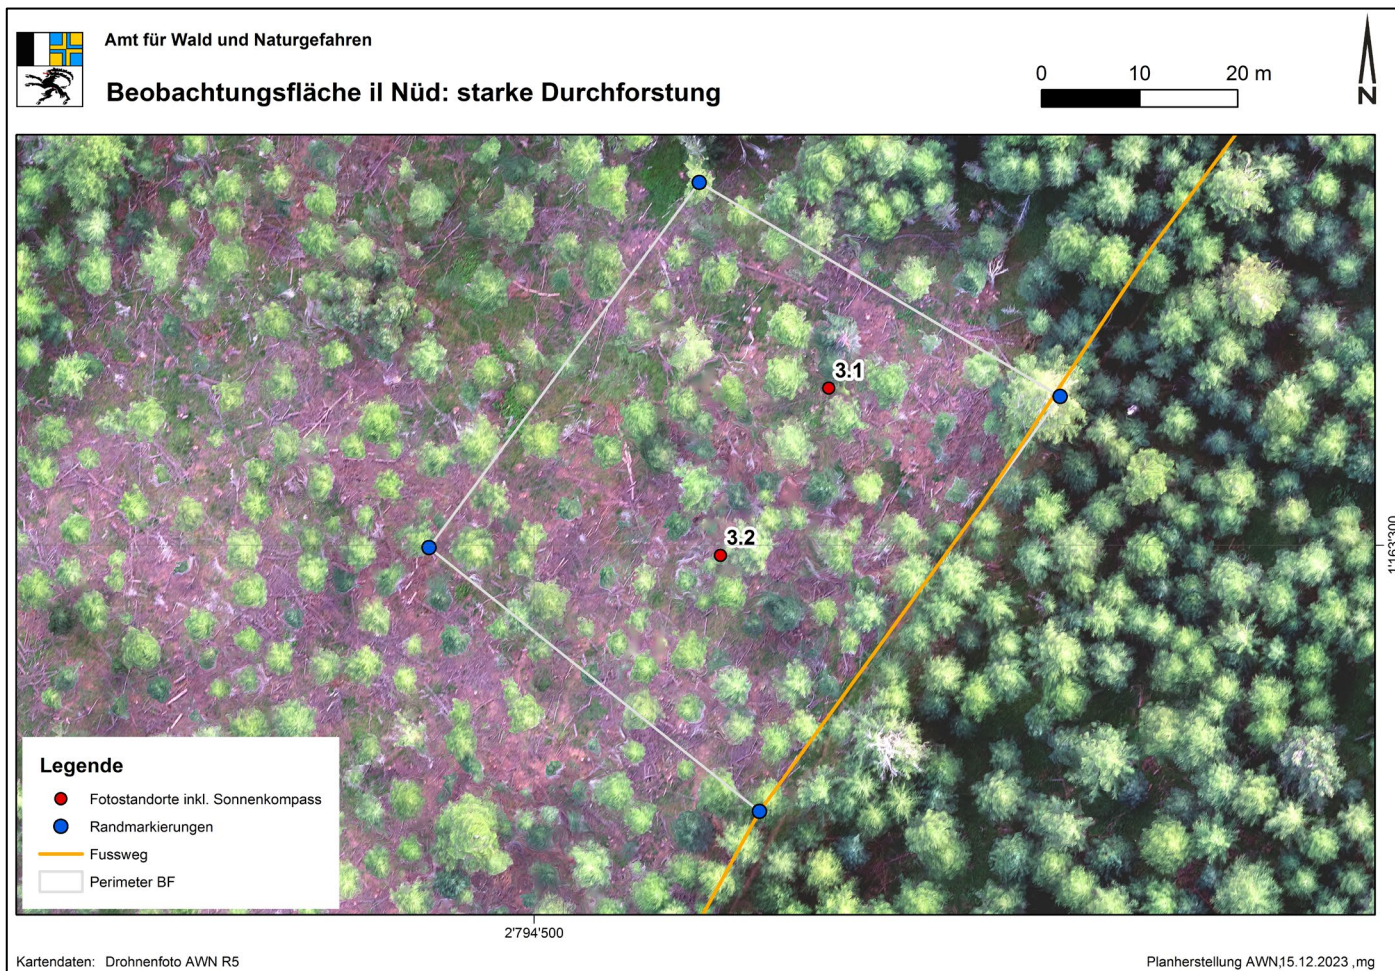 Amt für Wald und Naturgefahren
Beobachtungsfläche il Nüd: starke Durchforstung
0 10 20 m
N
3.1
3.2
1'163'300
Legende
Fotostandorte inkl. Sonnenkompass
Randmarkierungen
Fussweg
Perimeter BF
2'794'500
Kartendaten: Drohnenfoto AWN R5
Planherstellung AWN,15.12.2023 ,mg